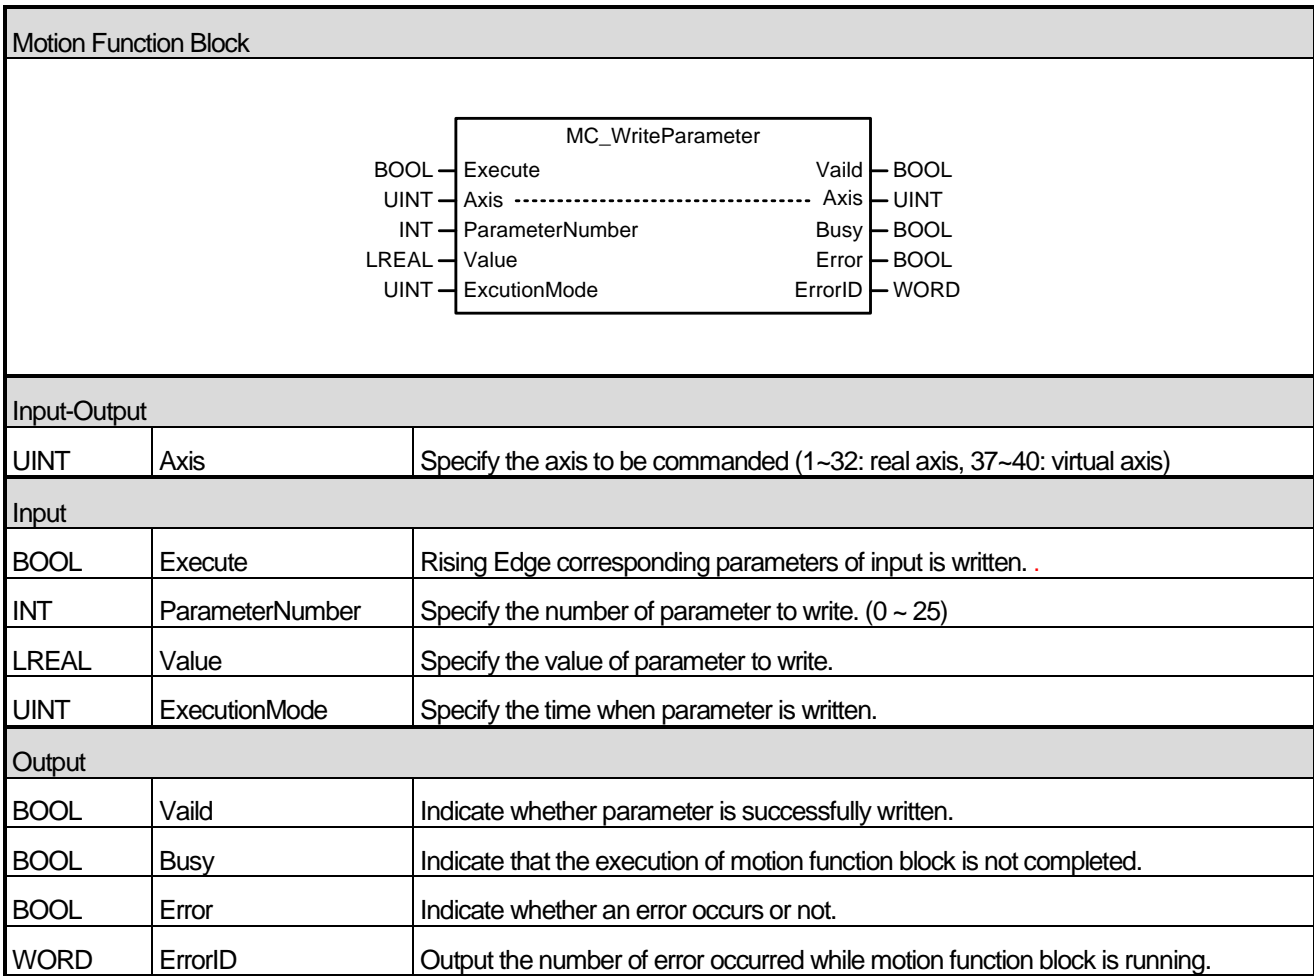 Motion Function Block
MC_WriteParameter
BOOL Execute Vaild BOOL
UINT Axis Axis UINT
INT ParameterNumber Busy BOOL
LREAL Value Error BOOL
UINT ExcutionMode ErrorID WORD
Input-Output
UINT Axis Specify the axis to be commanded (1~32: real axis, 37~40: virtual axis)
Input
BOOL Execute Rising Edge corresponding parameters of input is written. .
INT ParameterNumber Specify the number of parameter to write. (0 ~ 25)
LREAL Value Specify the value of parameter to write.
UINT ExecutionMode Specify the time when parameter is written.
Output
BOOL Vaild Indicate whether parameter is successfully written.
BOOL Busy Indicate that the execution of motion function block is not completed.
BOOL Error Indicate whether an error occurs or not.
WORD ErrorID Output the number of error occurred while motion function block is running.